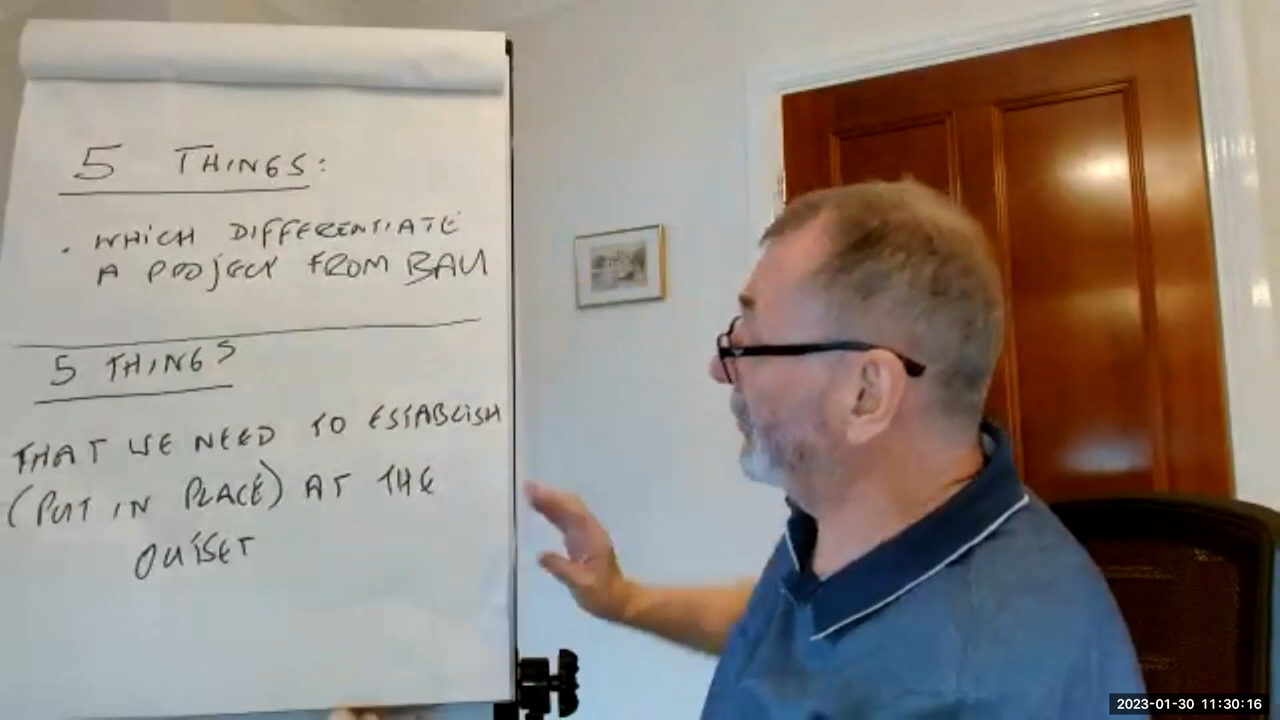 5 THINGS:
. WHICH DIFFERENTIATE
A PROJECT FROM BAU
5 THINGS
THAT WE NEED TO ESTABLISH
(PUT IN PLACE) AT THE
OUTSET
2023-01-30 11:30:16